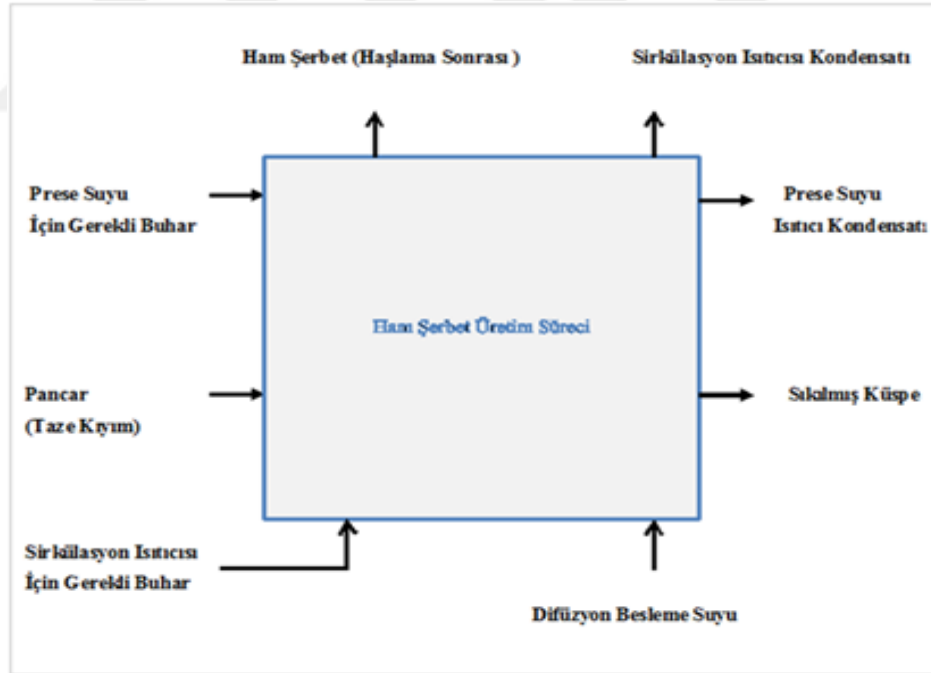 Ham Şerbet (Haşlama Sonrası )
Sirkülasyon Isıtıcısı Kondensatı
Prese Suyu
İçin Gerekli Buhar
Prese Suyu
Isıtıcı Kondensatı
Ham Şerbet Üretim Süreci
Pancar
(Taze Kıyım)
Sıkılmış Küspe
Sirkülasyon Isıtıcısı
İçin Gerekli Buhar
Difüzyon Besleme Suyu